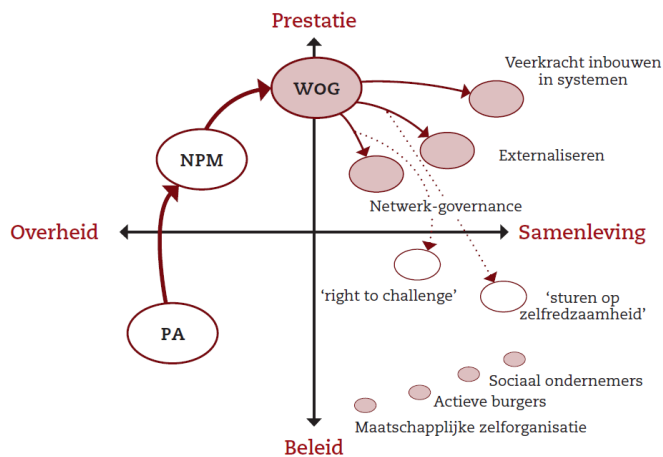 Prestatie
Veerkracht inbouwen
in systemen
WOG
NPM
Externaliseren
Netwerk-governance
Overheid
Samenleving
'right to challenge'
'sturen op
zelfredzaamheid'
PA
Sociaal ondernemers
Actieve burgers
Maatschapplijke zelforganisatie
Beleid